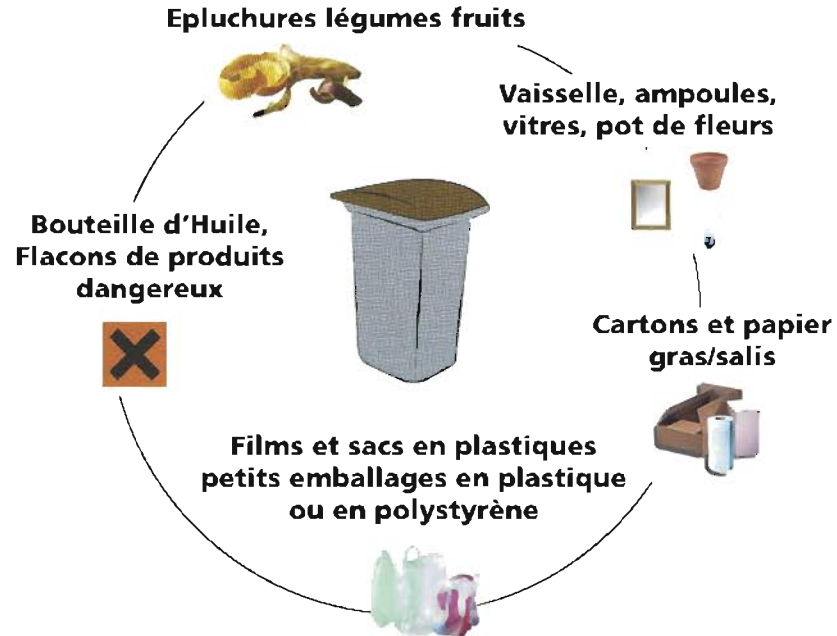 Epluchures légumes fruits
Vaisselle, ampoules,
vitres, pot de fleurs
Bouteille d'Huile,
Flacons de produits
dangereux
Cartons et papier
gras/salis
Films et sacs en plastiques
petits emballages en plastique
ou en polystyrène